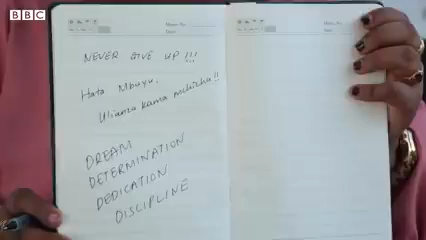 BBC
NEVER GIVE UP!!!
Hata Mbuyu,
Ulianza kama mchicha!!
DREAM
DETERMINATION
DEDICATION
DISCIPLINE